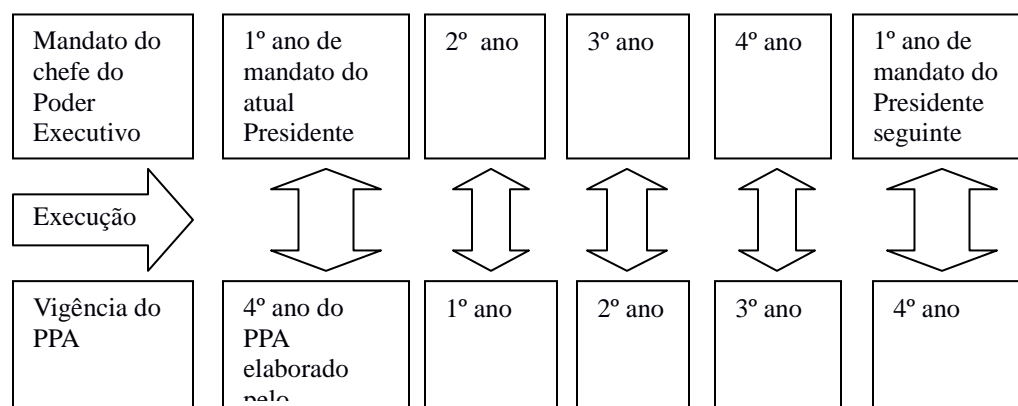 Mandato do
chefe do
Poder
Executivo
1º ano de
mandato do
atual
Presidente
2º ano
3º ano
4º ano
1º ano de
mandato do
Presidente
seguinte
Execução
Vigência do
PPA
4º ano do
PPA
elaborado
pelo
1º ano
2º ano
3º ano
4º ano